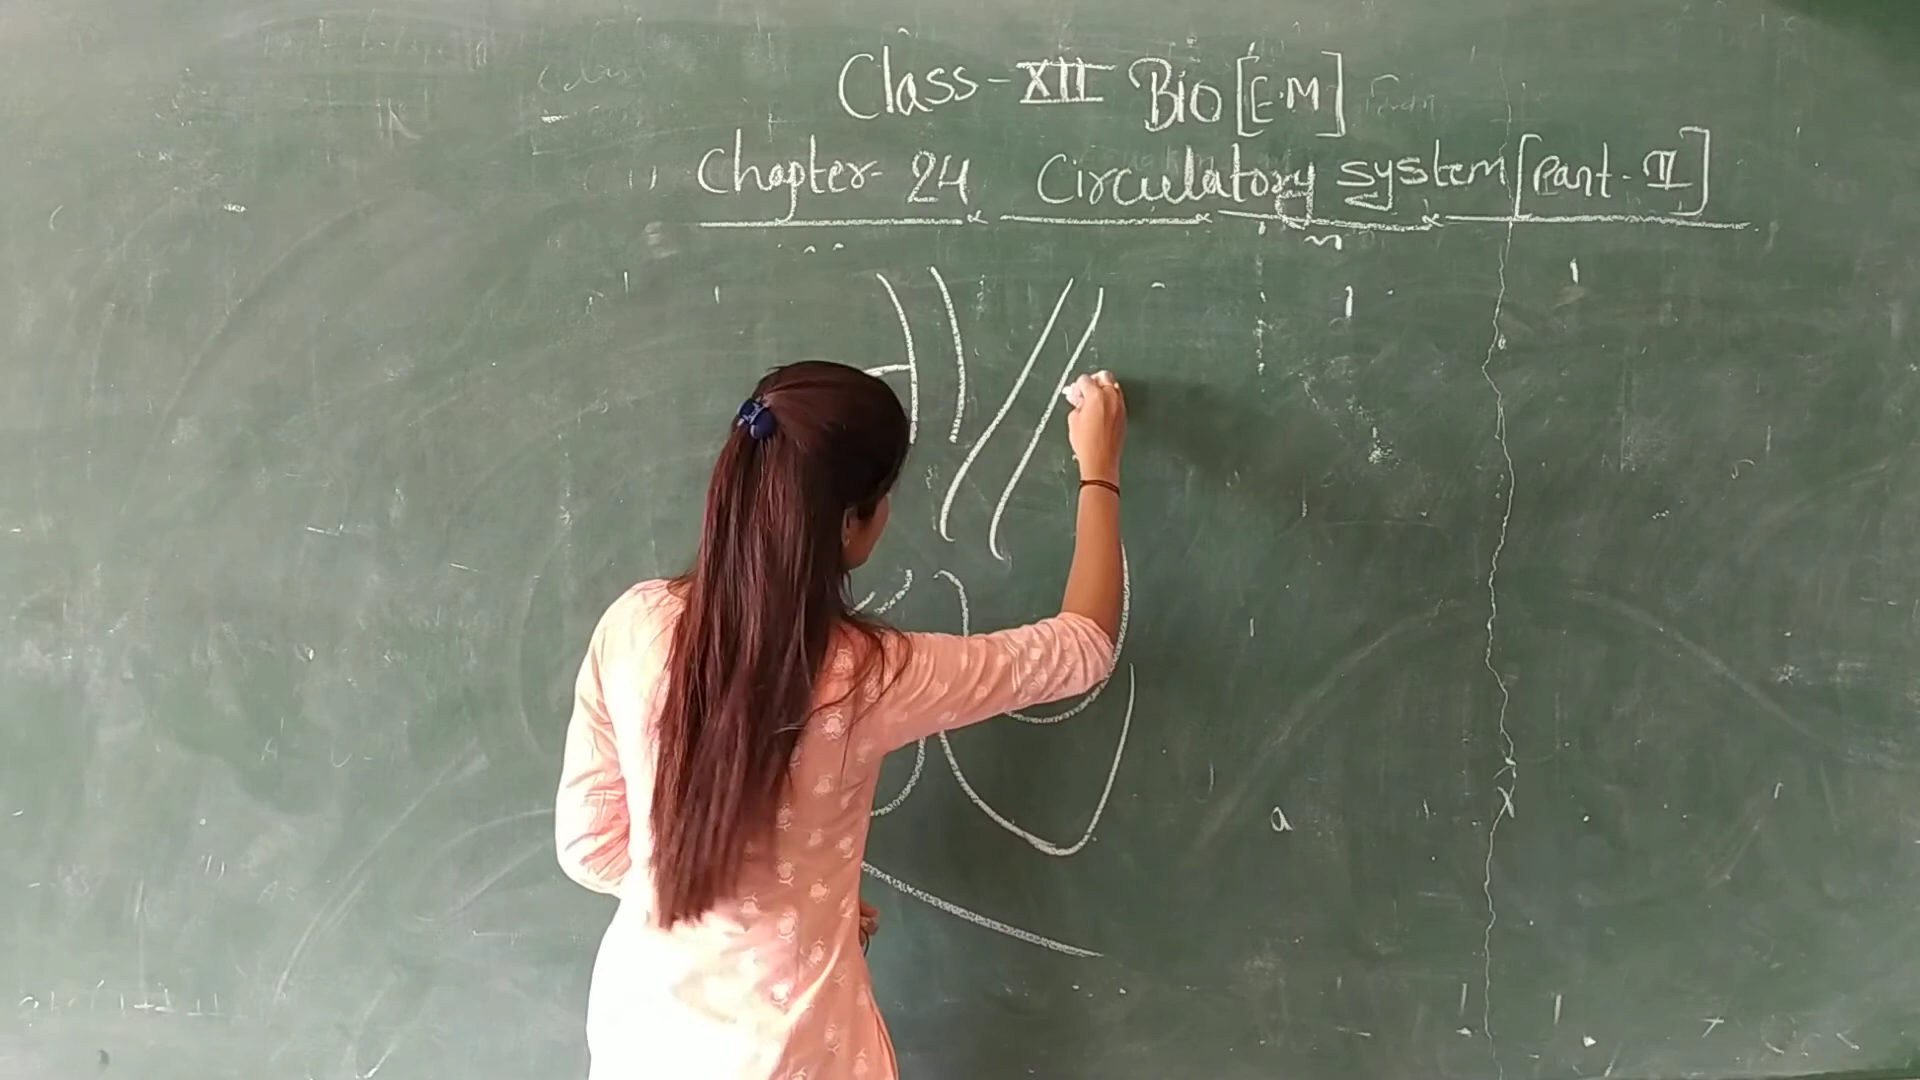 Class - XII Bio [E.M]
Chapter- 24 Circulatory system [Part - II]
a